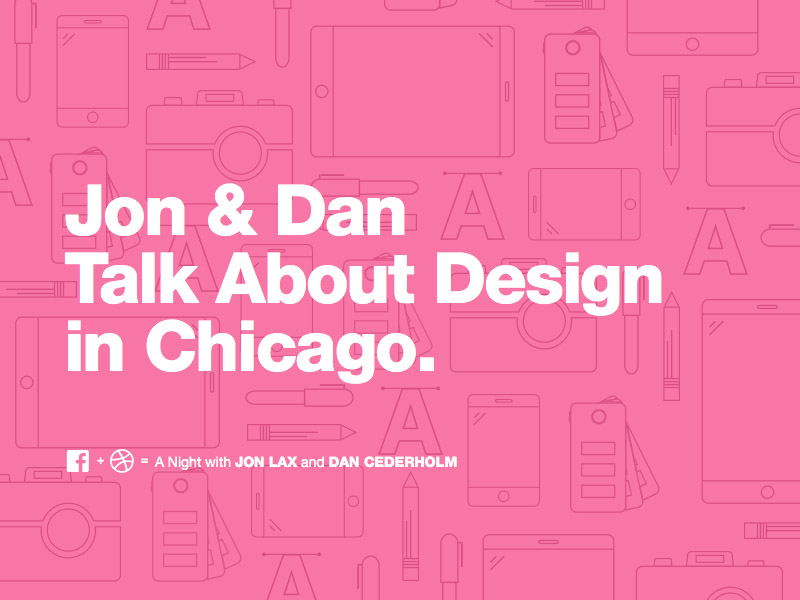 Jon & Dan
Talk About Design
in Chicago.
f + = A Night with JON LAX and DAN CEDERHOLM